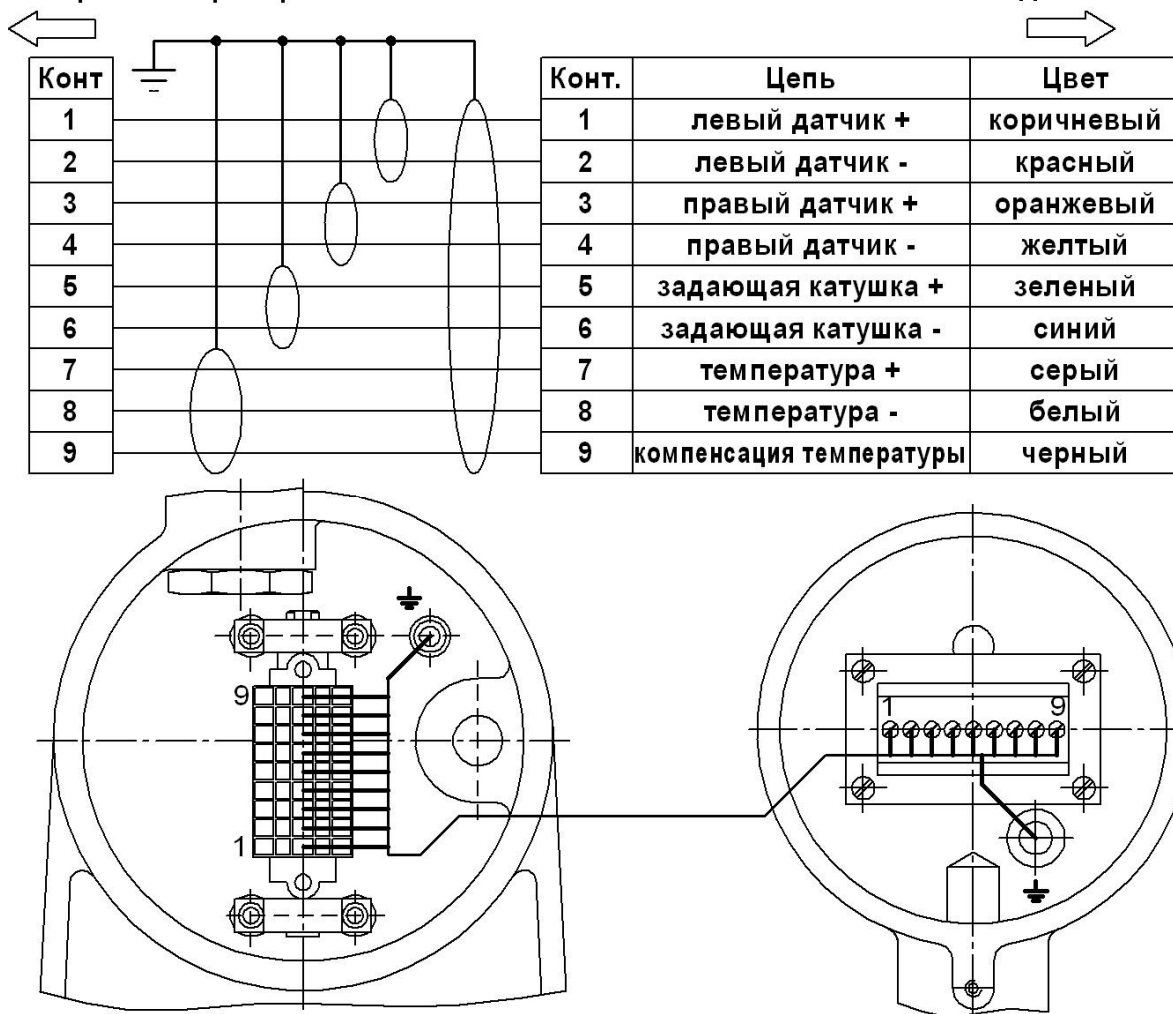 Конт
Конт. Цепь Цвет
1 1 левый датчик + коричневый
2 2 левый датчик - красный
3 3 правый датчик + оранжевый
4 4 правый датчик - желтый
5 5 задающая катушка + зеленый
6 6 задающая катушка - синий
7 7 температура + серый
8 8 температура - белый
9 9 компенсация температуры черный
9
1
1 9